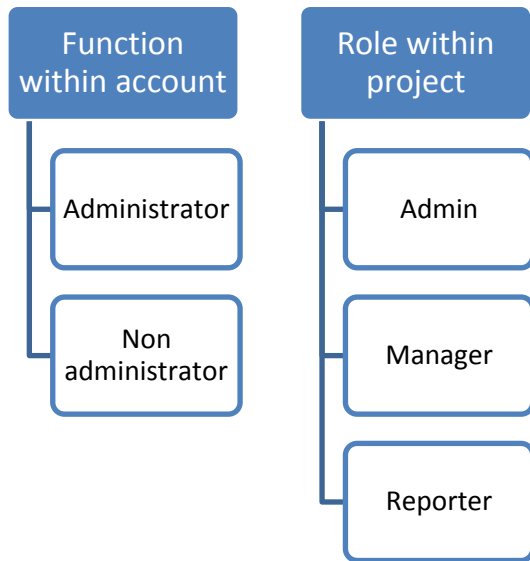 Function
within account
Administrator
Non
administrator
Role within
project
Admin
Manager
Reporter